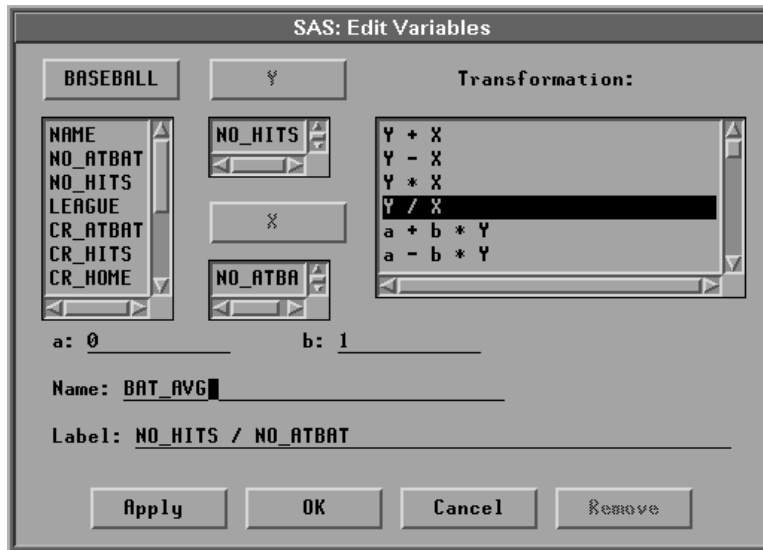 SAS: Edit Variables
BASEBALL
Y
Transformation:
NAME
NO_ATBAT
NO_HITS
LEAGUE
CR_ATBAT
CR_HITS
CR_HOME
NO_HITS
X
NO_ATBA
Y + X
Y - X
Y * X
Y / X
a + b * Y
a - b * Y
a: 0
b: 1
Name: BAT_AVG
Label: NO_HITS / NO_ATBAT
Apply
OK
Cancel
Remove